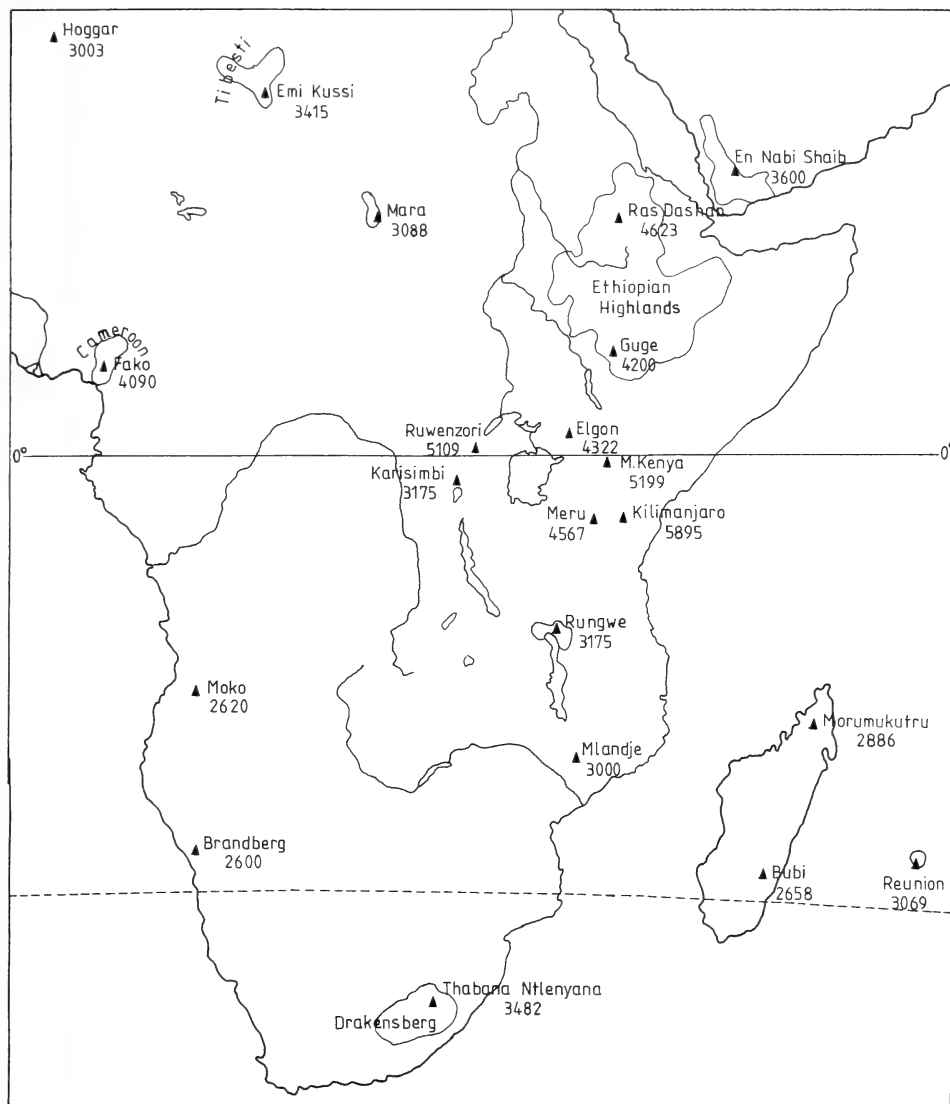 Hoggar
3003
Tibesti
Emi Kussi
3415
En Nabi Shaib
3600
Mara
3088
Ras Dashan
4623
Ethiopian
Highlands
Cameroon
Fako
4090
Guge
4200
Ruwenzori
5109
Elgon
4322
0°
0°
Karisimbi
3175
M.Kenya
5199
Meru
4567
Kilimanjaro
5895
Rungwe
3175
Moko
2620
Morumukutru
2886
Mlandje
3000
Brandberg
2600
Bubi
2658
Reunion
3069
Thabana Ntlenyana
3482
Drakensberg